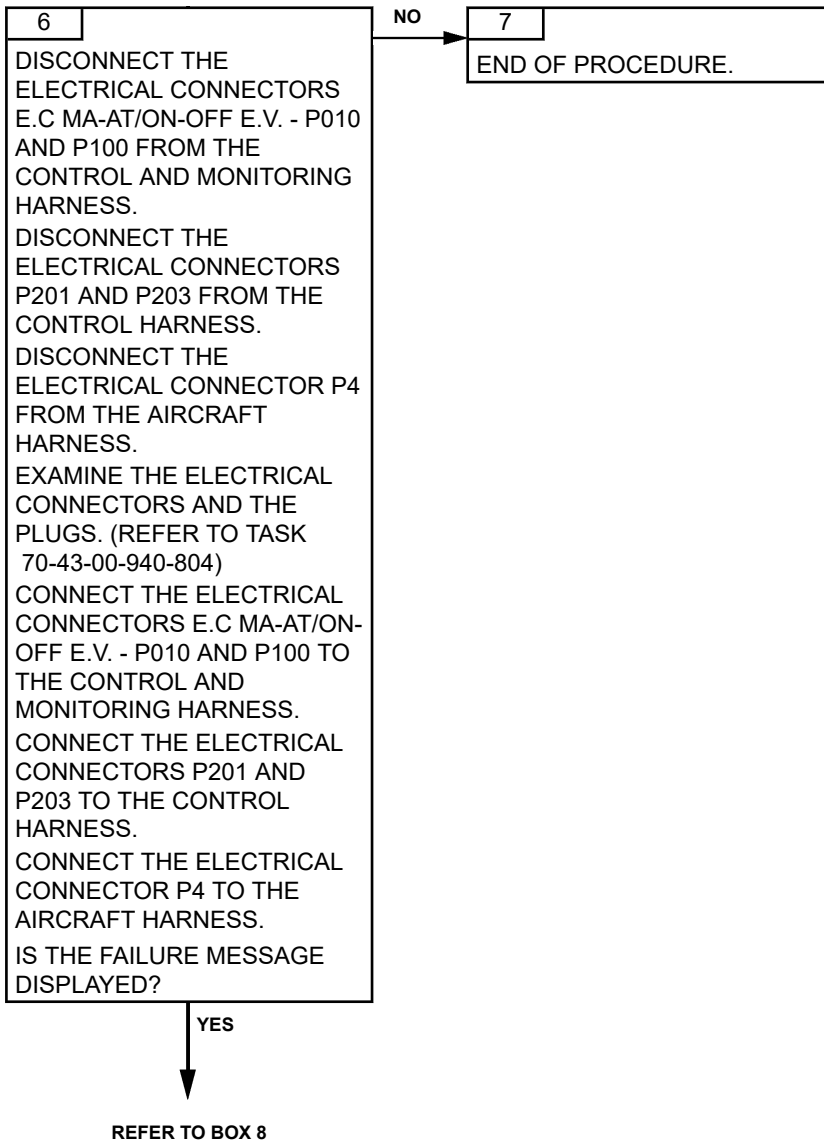 6
DISCONNECT THE
ELECTRICAL CONNECTORS
E.C MA-AT/ON-OFF E.V. - P010
AND P100 FROM THE
CONTROL AND MONITORING
HARNESS.
DISCONNECT THE
ELECTRICAL CONNECTORS
P201 AND P203 FROM THE
CONTROL HARNESS.
DISCONNECT THE
ELECTRICAL CONNECTOR P4
FROM THE AIRCRAFT
HARNESS.
EXAMINE THE ELECTRICAL
CONNECTORS AND THE
PLUGS. (REFER TO TASK
70-43-00-940-804)
CONNECT THE ELECTRICAL
CONNECTORS E.C MA-AT/ON-
OFF E.V. - P010 AND P100 TO
THE CONTROL AND
MONITORING HARNESS.
CONNECT THE ELECTRICAL
CONNECTORS P201 AND
P203 TO THE CONTROL
HARNESS.
CONNECT THE ELECTRICAL
CONNECTOR P4 TO THE
AIRCRAFT HARNESS.
IS THE FAILURE MESSAGE
DISPLAYED?
NO
7
END OF PROCEDURE.
YES
REFER TO BOX 8